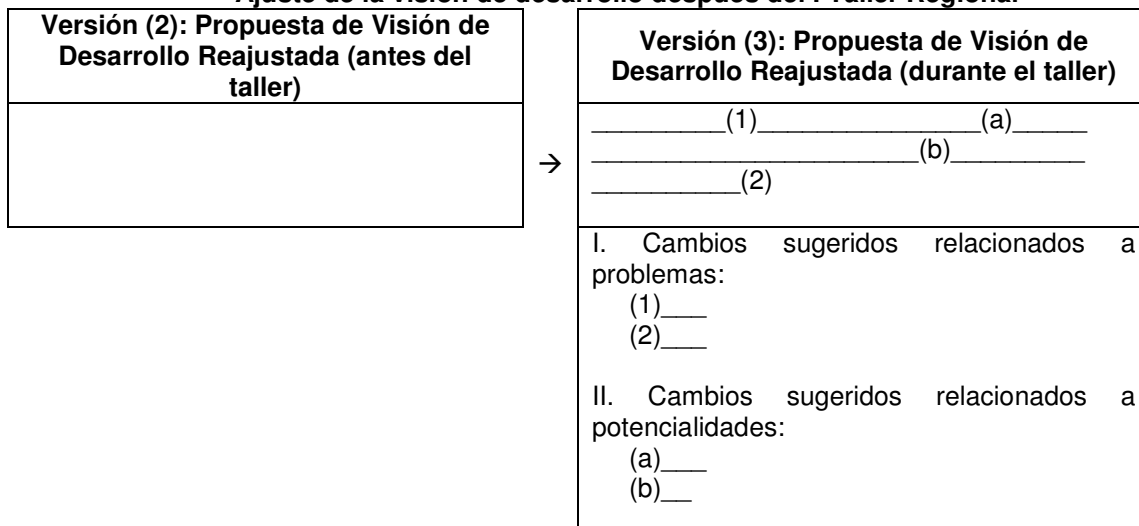 Ajuste de la Visión de desarrollo después del I Taller Regional
Versión (2): Propuesta de Visión de
Desarrollo Reajustada (antes del
taller)
→
Versión (3): Propuesta de Visión de
Desarrollo Reajustada (durante el taller)
_________(1)_______________(a)_____
______________________(b)_________
__________(2)
I. Cambios sugeridos relacionados a
problemas:
(1)___
(2)___
II. Cambios sugeridos relacionados a
potencialidades:
(a)___
(b)__